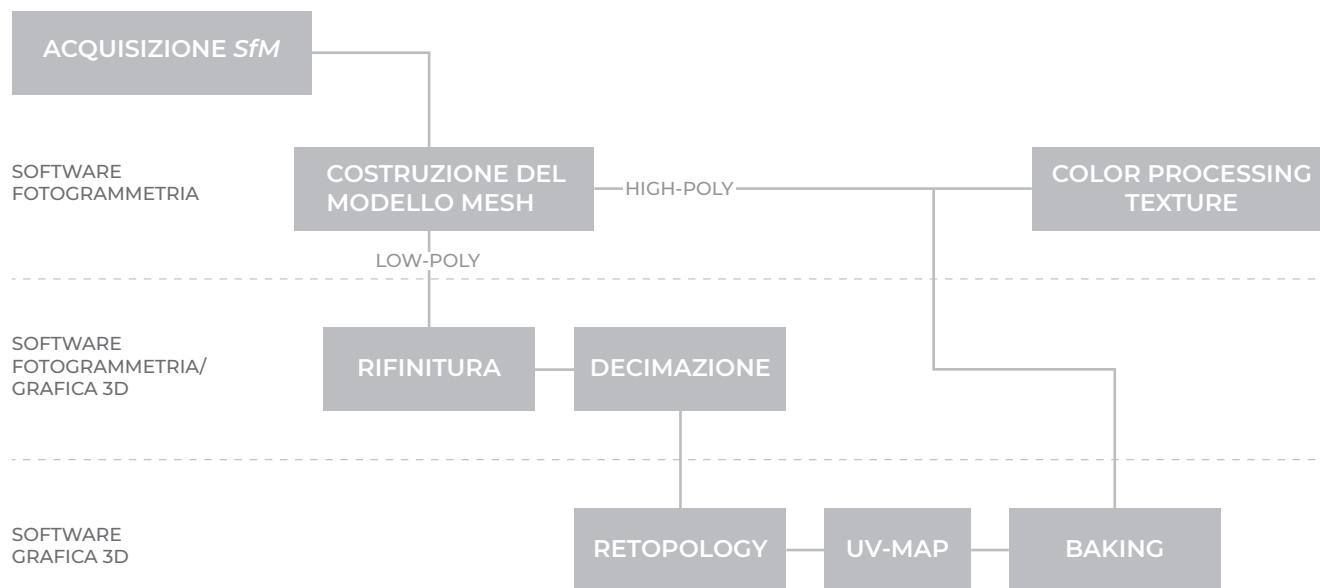 ACQUISIZIONE SfM
SOFTWARE
FOTOGRAMMETRIA
COSTRUZIONE DEL
MODELLO MESH
HIGH-POLY
COLOR PROCESSING
TEXTURE
LOW-POLY
SOFTWARE
FOTOGRAMMETRIA/
GRAFICA 3D
RIFINITURA
DECIMAZIONE
SOFTWARE
GRAFICA 3D
RETOPOLOGY
UV-MAP
BAKING